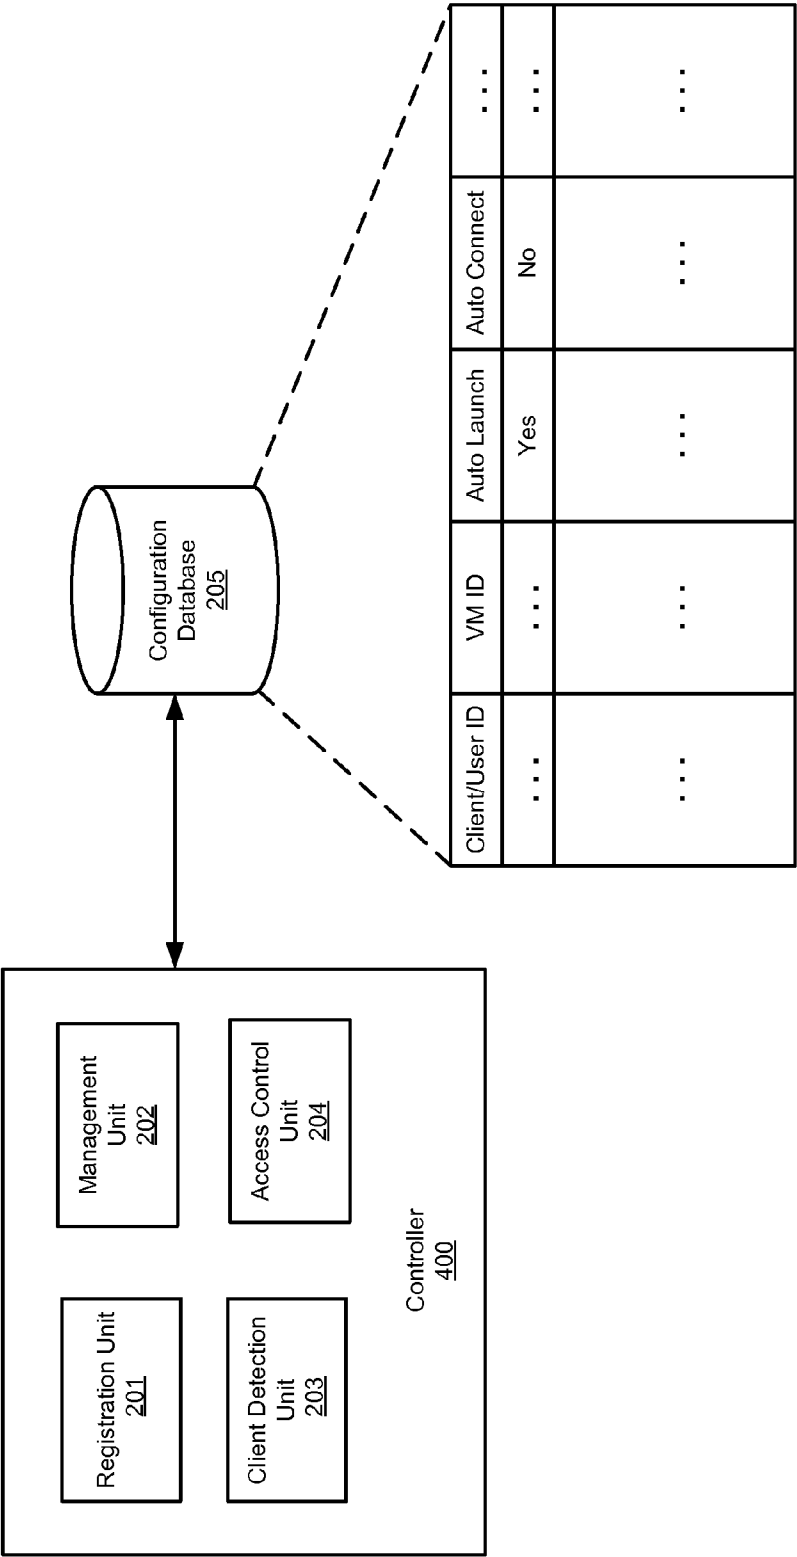 Registration Unit
201
Management
Unit
202
Client Detection
Unit
203
Access Control
Unit
204
Controller
400
Configuration
Database
205
Client/User ID VM ID Auto Launch Auto Connect ...
... ... Yes No ...
... ... ... ... ...